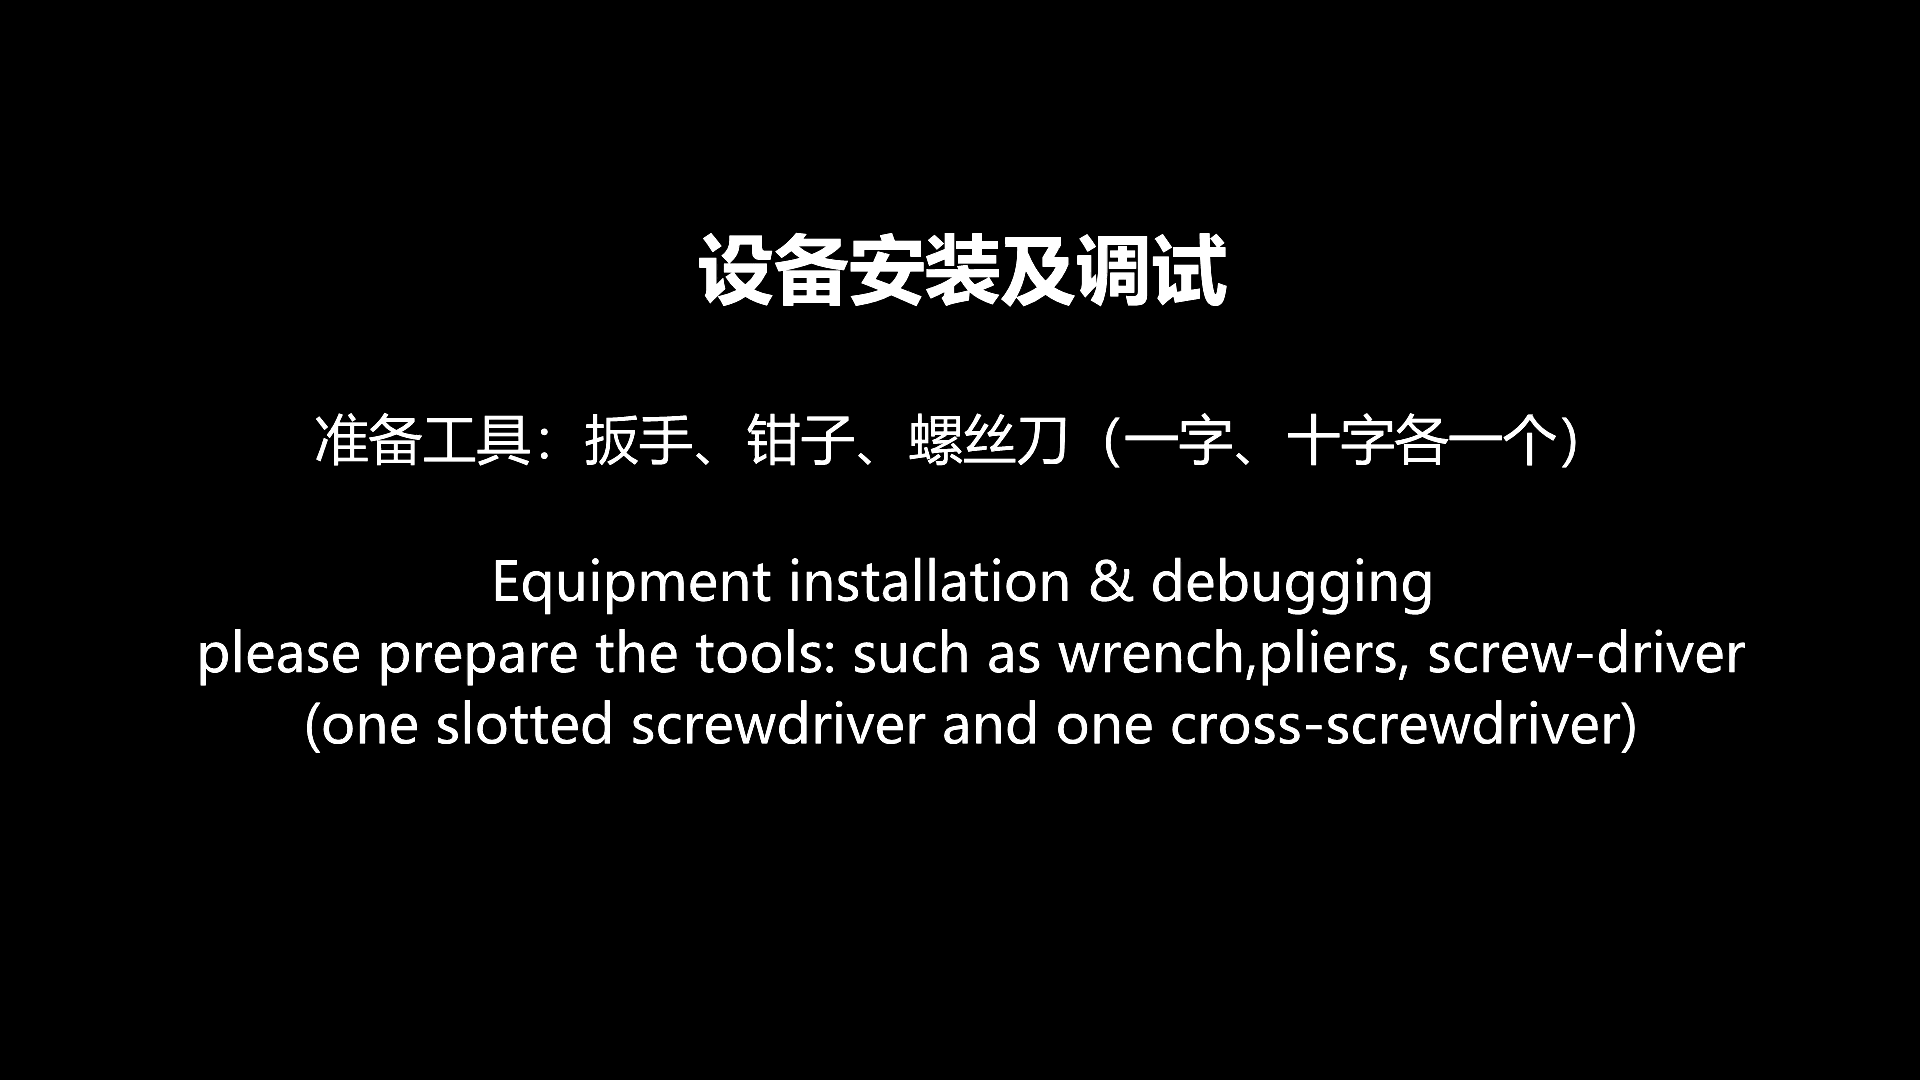 设备安装及调试
准备工具：扳手、钳子、螺丝刀（一字、十字各一个）
Equipment installation & debugging
please prepare the tools: such as wrench,pliers, screw-driver
(one slotted screwdriver and one cross-screwdriver)